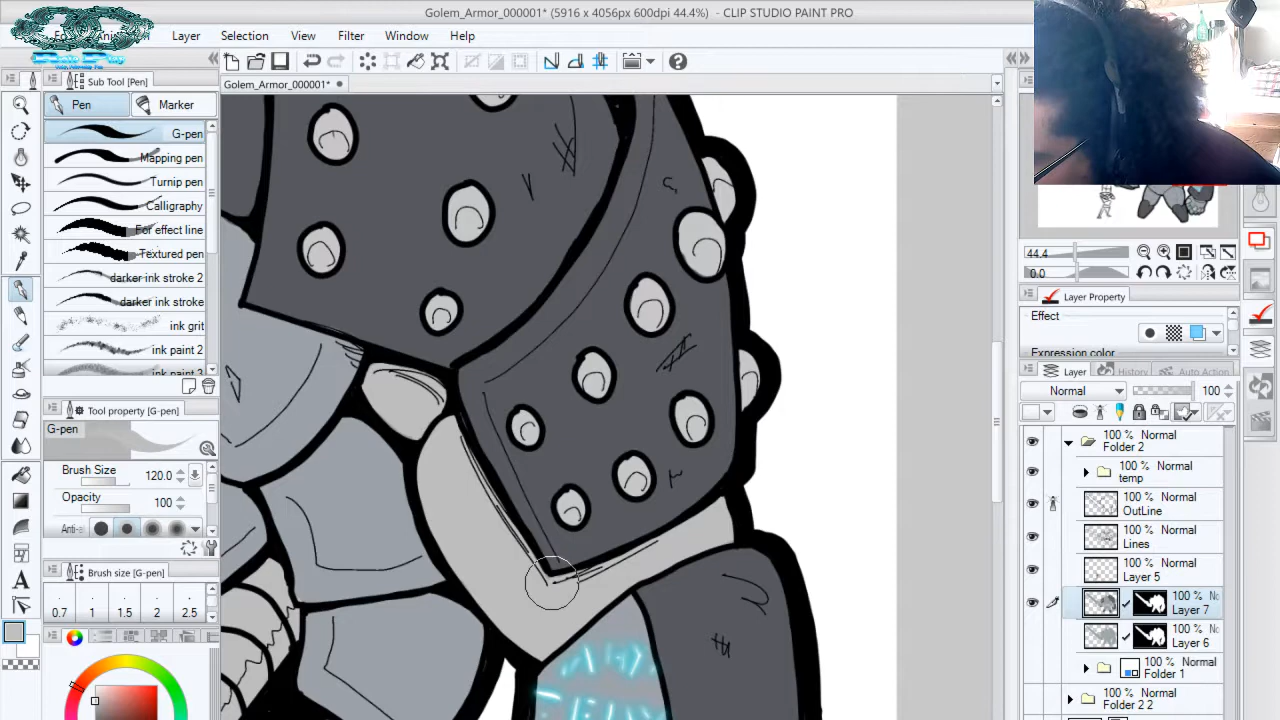 Golem_Armor_000001* (5916 x 4056px 600dpi 44.4%) - CLIP STUDIO PAINT PRO
Layer Selection View Filter Window Help
Golem_Armor_000001*
Sub Tool [Pen]
Pen
Marker
G-pen
Mapping pen
Turnip pen
Calligraphy
For effect line
Textured pen
darker ink stroke 2
darker ink stroke
ink grit
ink paint 2
Tool property [G-pen]
G-pen
Brush Size 120.0
Opacity 100
Anti-
Brush size [G-pen]
0.7 1 1.5 2 2.5
44.4
0.0
Layer Property
Effect
Expression color
Layer
History
Auto Action
Normal 100
100 % Normal
Folder 2
100 % Normal
temp
100 % Normal
OutLine
100 % Normal
Lines
100 % Normal
Layer 5
100 % No
Layer 7
100 % No
Layer 6
100 % Normal
Folder 1
100 % Normal
Folder 2 2